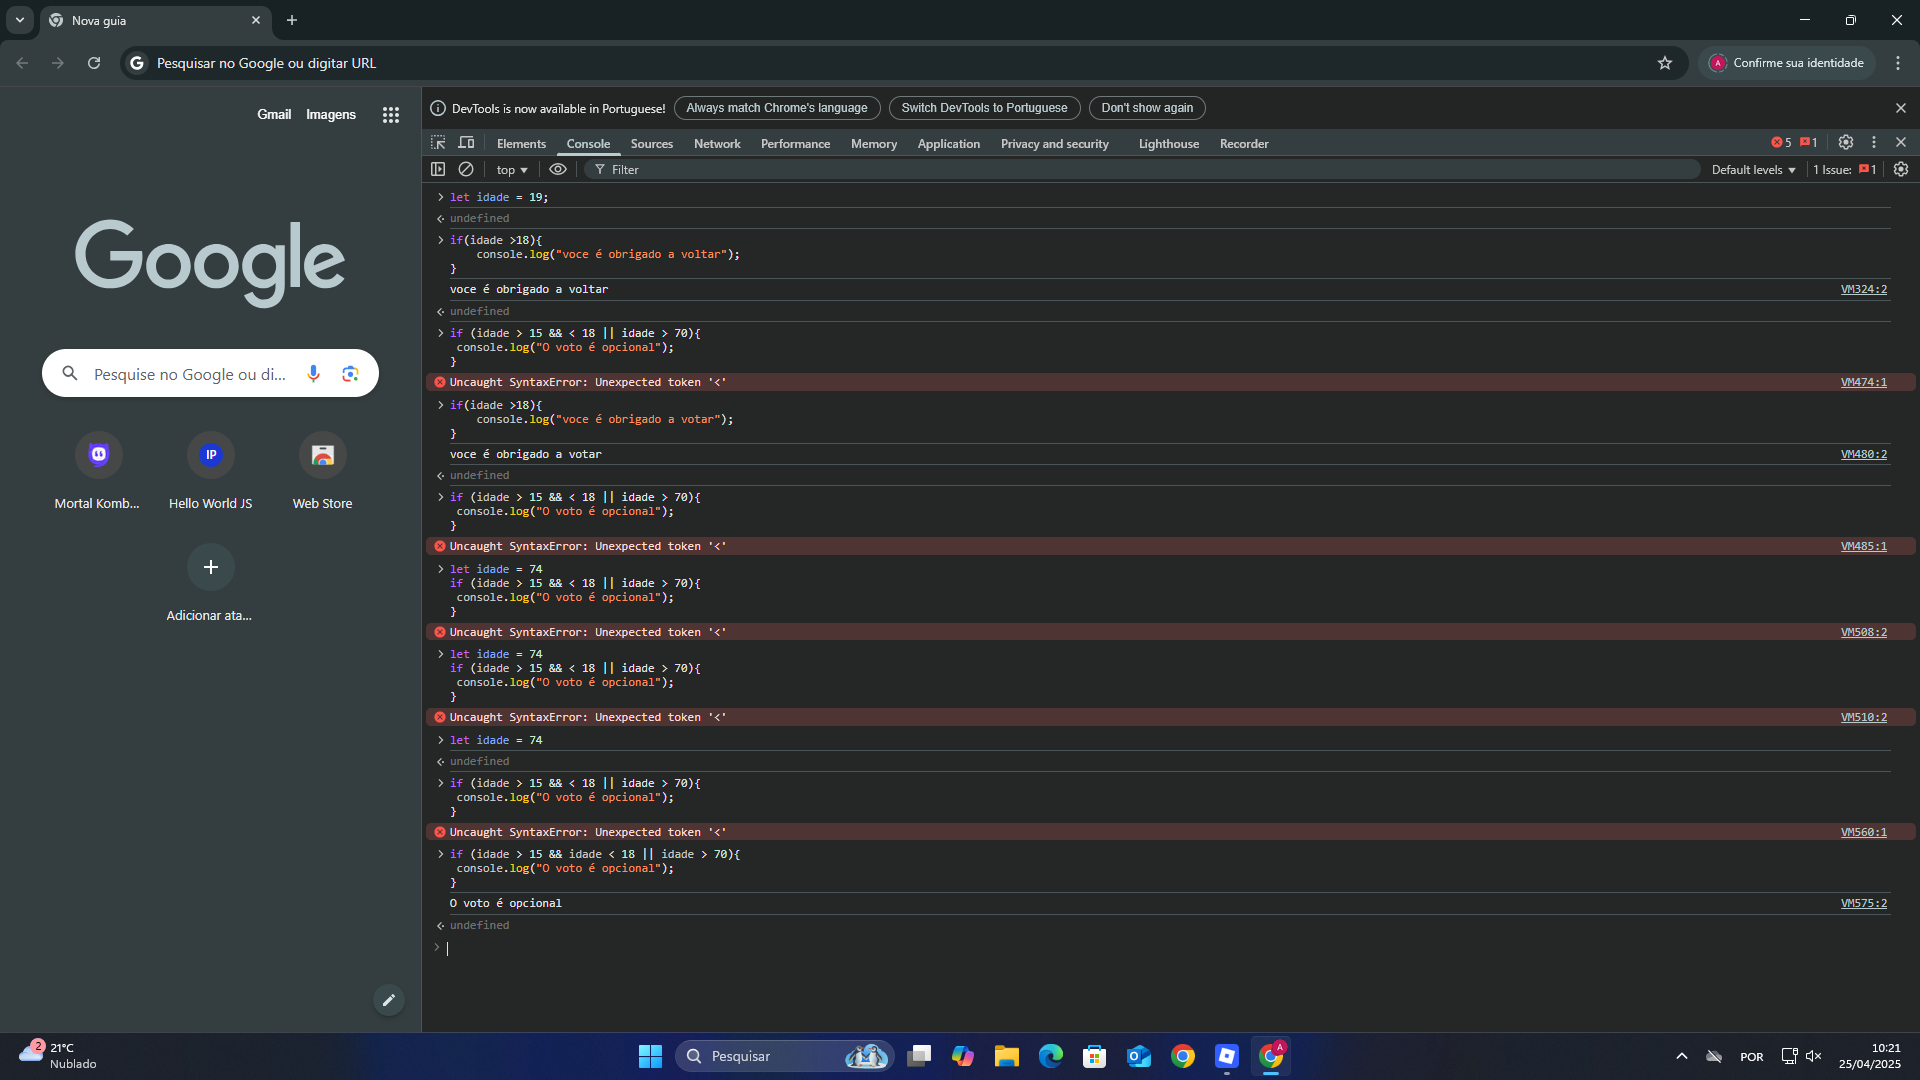 Nova guia
Pesquisar no Google ou digitar URL
Confirme sua identidade
Gmail Imagens
Google
Pesquise no Google ou di...
IP
Mortal Komb... Hello World JS Web Store
Adicionar ata...
DevTools is now available in Portuguese! Always match Chrome's language Switch DevTools to Portuguese Don't show again
Elements Console Sources Network Performance Memory Application Privacy and security Lighthouse Recorder 5 1
top Filter Default levels 1 Issue: 1
> let idade = 19;
undefined
> if(idade >18){
console.log("voce é obrigado a voltar");
}
voce é obrigado a voltar VM324:2
undefined
> if (idade > 15 && < 18 || idade > 70){
console.log("O voto é opcional");
}
Uncaught SyntaxError: Unexpected token '<' VM474:1
> if(idade >18){
console.log("voce é obrigado a votar");
}
voce é obrigado a votar VM480:2
undefined
> if (idade > 15 && < 18 || idade > 70){
console.log("O voto é opcional");
}
Uncaught SyntaxError: Unexpected token '<' VM485:1
> let idade = 74
if (idade > 15 && < 18 || idade > 70){
console.log("O voto é opcional");
}
Uncaught SyntaxError: Unexpected token '<' VM508:2
> let idade = 74
if (idade > 15 && < 18 || idade > 70){
console.log("O voto é opcional");
}
Uncaught SyntaxError: Unexpected token '<' VM510:2
> let idade = 74
undefined
> if (idade > 15 && < 18 || idade > 70){
console.log("O voto é opcional");
}
Uncaught SyntaxError: Unexpected token '<' VM560:1
> if (idade > 15 && idade < 18 || idade > 70){
console.log("O voto é opcional");
}
O voto é opcional VM575:2
undefined
>
2
21°C
Nublado
Pesquisar
POR
10:21
25/04/2025